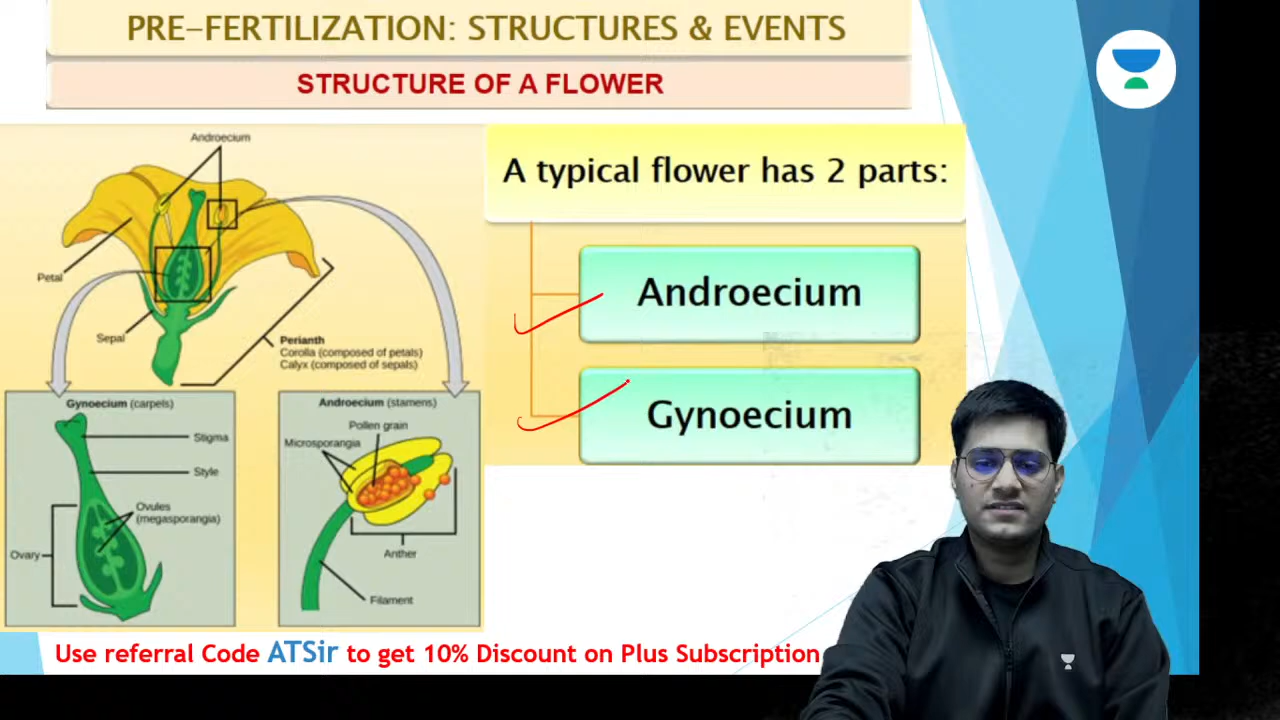 PRE-FERTILIZATION: STRUCTURES & EVENTS
STRUCTURE OF A FLOWER
Androecium
Petal
Sepal
Perianth
Corolla (composed of petals)
Calyx (composed of sepals)
Gynoecium (carpels)
Stigma
Style
Ovules
(megasporangia)
Ovary
Androecium (stamens)
Pollen grain
Microsporangia
Anther
Filament
A typical flower has 2 parts:
Androecium
Gynoecium
Use referral Code ATSir to get 10% Discount on Plus Subscription